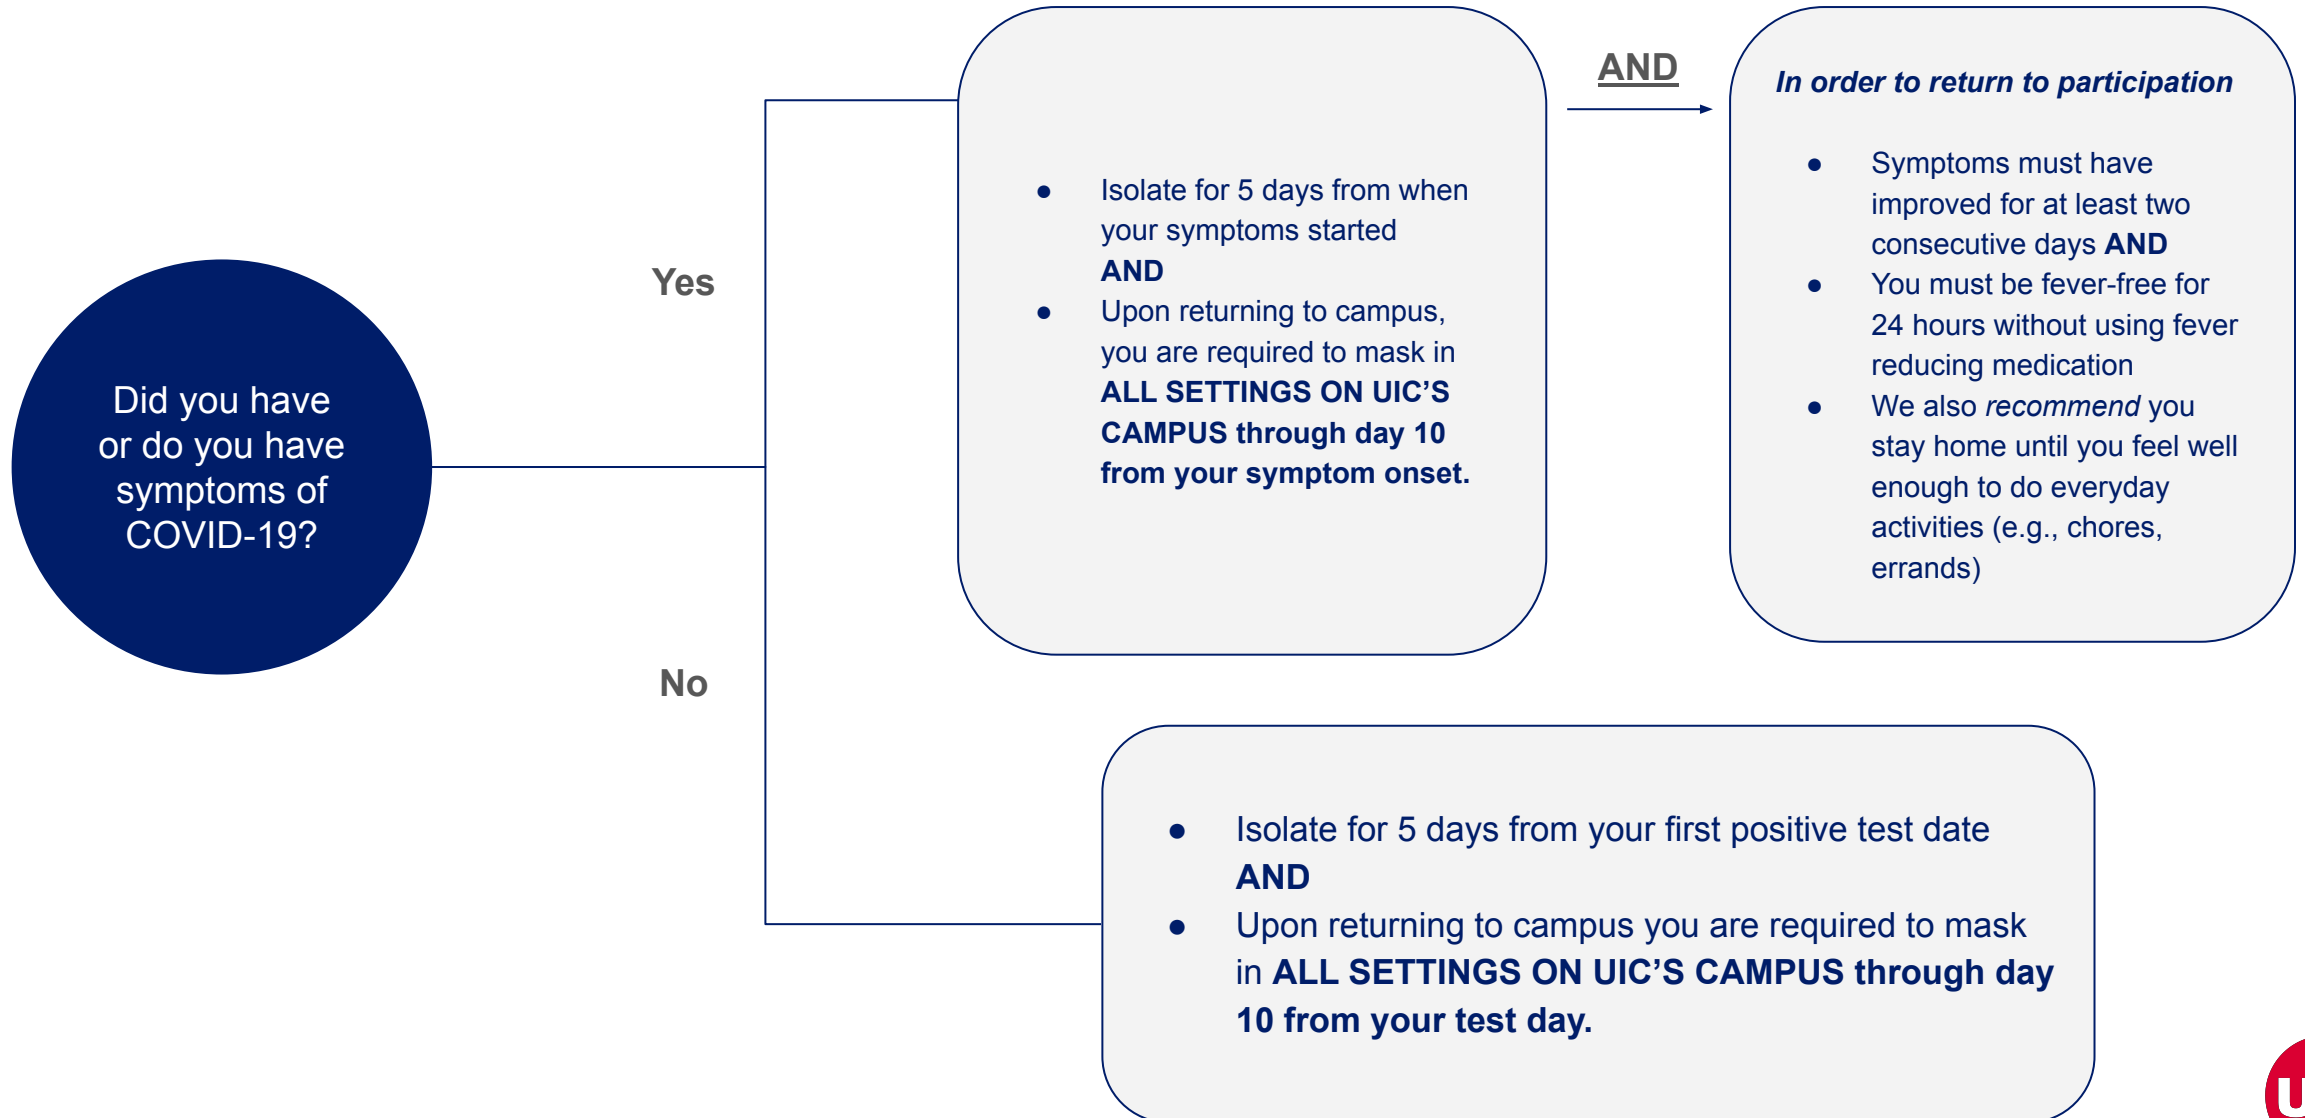 Did you have
or do you have
symptoms of
COVID-19?
Yes
● Isolate for 5 days from when
your symptoms started
AND
● Upon returning to campus,
you are required to mask in
ALL SETTINGS ON UIC’S
CAMPUS through day 10
from your symptom onset.
AND
In order to return to participation
● Symptoms must have
improved for at least two
consecutive days AND
● You must be fever-free for
24 hours without using fever
reducing medication
● We also recommend you
stay home until you feel well
enough to do everyday
activities (e.g., chores,
errands)
No
● Isolate for 5 days from your first positive test date
AND
● Upon returning to campus you are required to mask
in ALL SETTINGS ON UIC’S CAMPUS through day
10 from your test day.